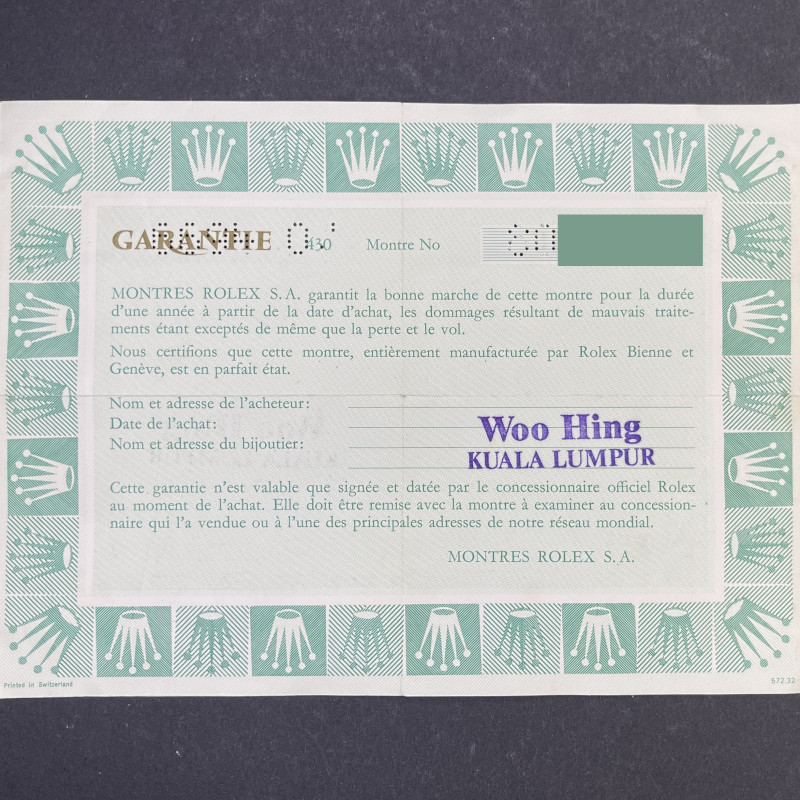 GARANTIE 430 Montre No
MONTRES ROLEX S.A. garantit la bonne marche de cette montre pour la durée
d'une année à partir de la date d'achat, les dommages résultant de mauvais traite-
ments étant exceptés de même que la perte et le vol.
Nous certifions que cette montre, entièrement manufacturée par Rolex Bienne et
Genève, est en parfait état.
Nom et adresse de l'acheteur:
Date de l'achat:
Nom et adresse du bijoutier:
Woo Hing
KUALA LUMPUR
Cette garantie n'est valable que signée et datée par le concessionnaire officiel Rolex
au moment de l'achat. Elle doit être remise avec la montre à examiner au concession-
naire qui l'a vendue ou à l'une des principales adresses de notre réseau mondial.
MONTRES ROLEX S.A.
Printed in Switzerland
572.32